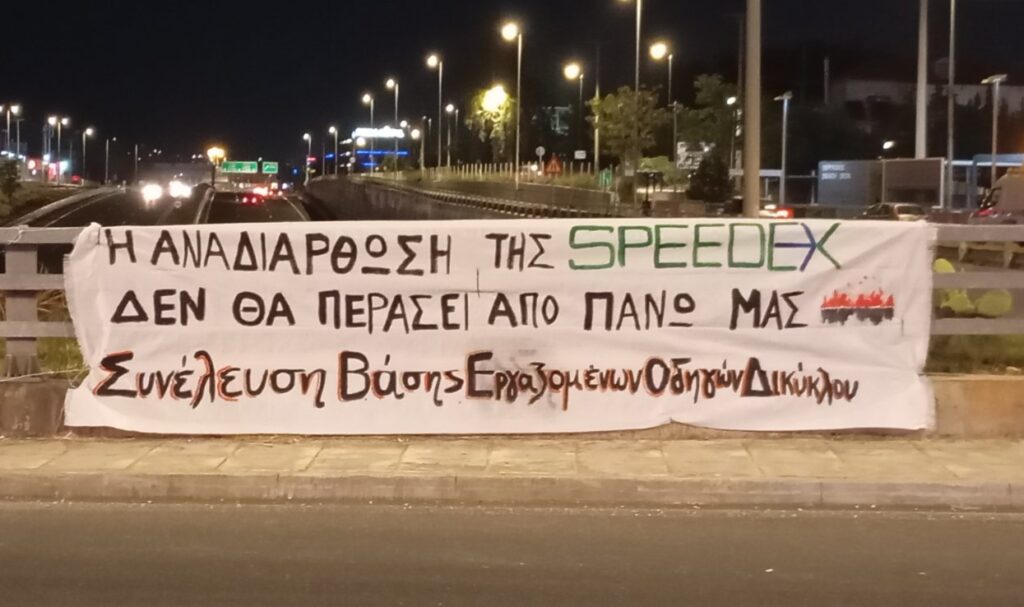 Η ΑΝΑΔΙΑΡΘΩΣΗ ΤΗΣ SPEEDEX
ΔΕΝ ΘΑ ΠΕΡΑΣΕΙ ΑΠΟ ΠΑΝΩ ΜΑΣ
Συνέλευση Βάσης Εργαζομένων Οδηγών Δικύκλου